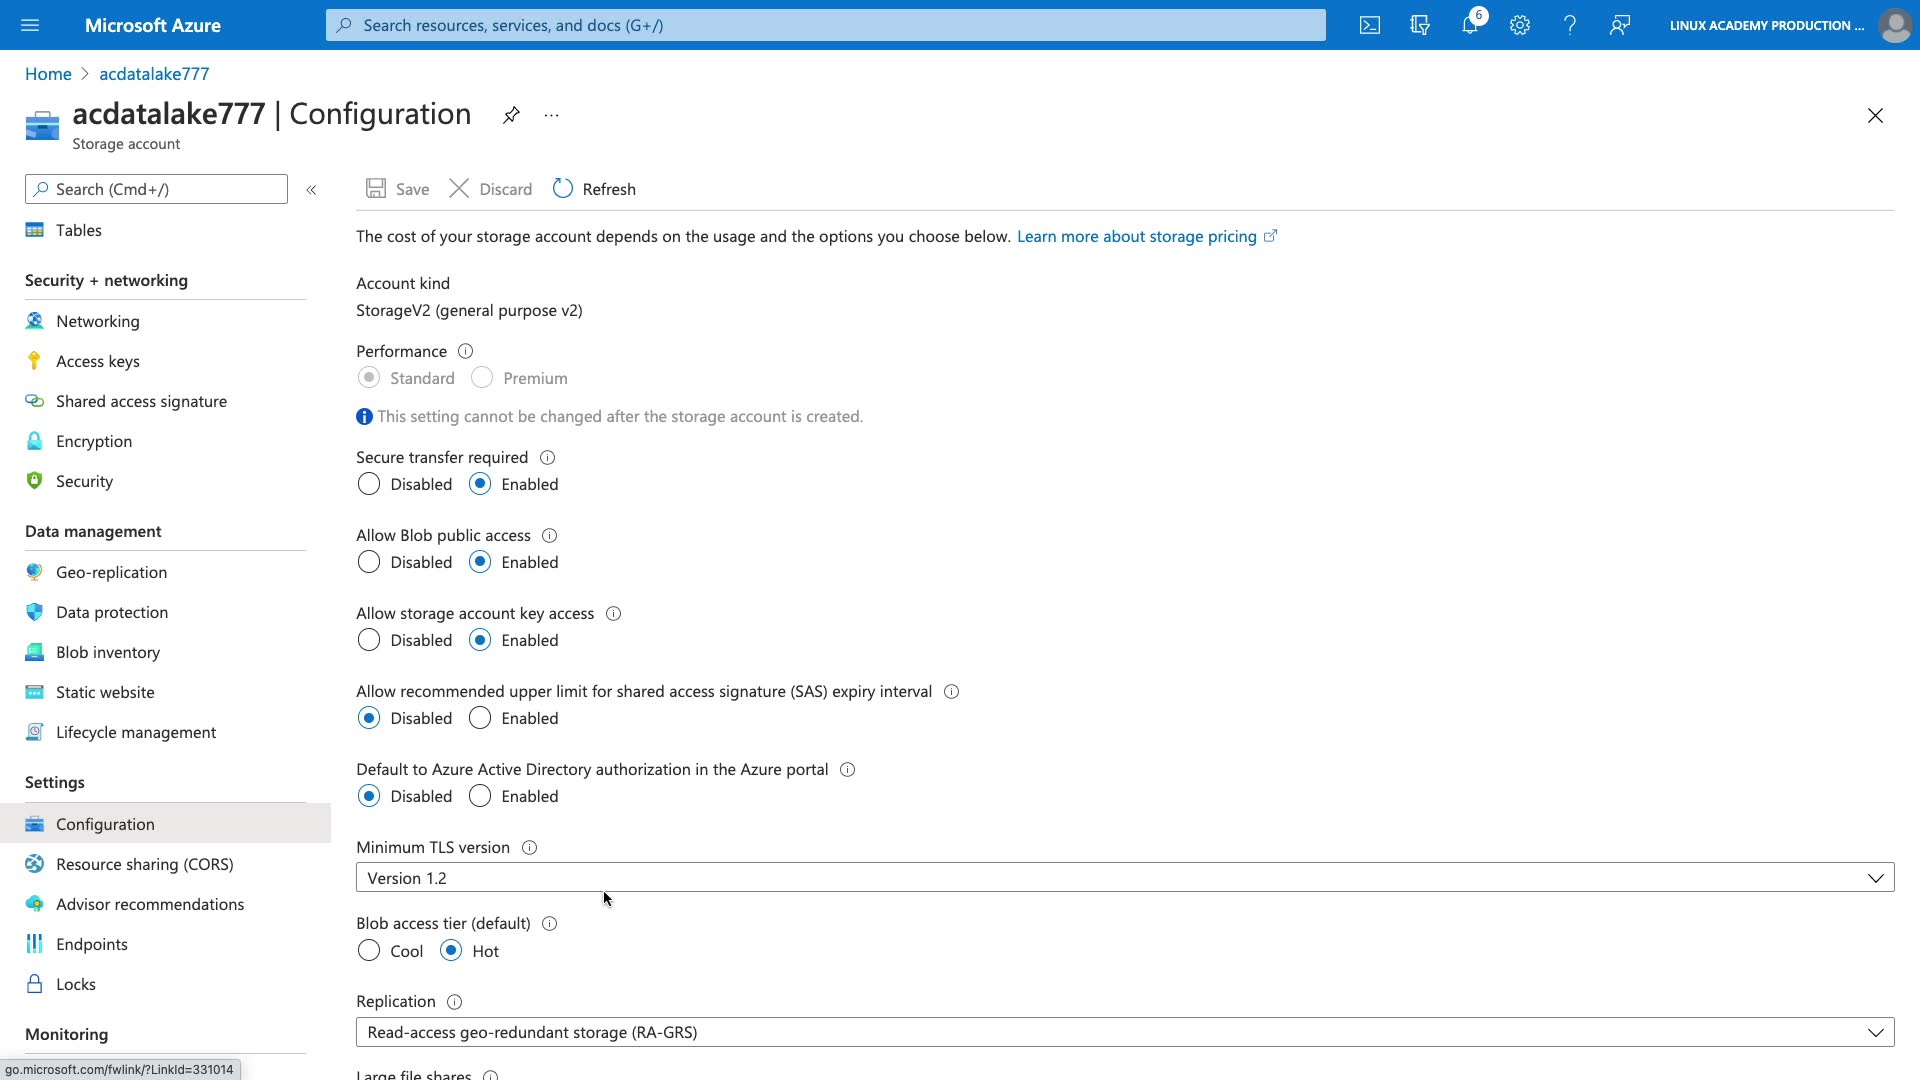 Microsoft Azure
Search resources, services, and docs (G+/)
6
LINUX ACADEMY PRODUCTION ...
Home > acdatalake777
acdatalake777 | Configuration
...
Storage account
Search (Cmd+/)
«
Tables
Security + networking
Networking
Access keys
Shared access signature
Encryption
Security
Data management
Geo-replication
Data protection
Blob inventory
Static website
Lifecycle management
Settings
Configuration
Resource sharing (CORS)
Advisor recommendations
Endpoints
Locks
Monitoring
go.microsoft.com/fwlink/?LinkId=331014
Save Discard Refresh
The cost of your storage account depends on the usage and the options you choose below. Learn more about storage pricing
Account kind
StorageV2 (general purpose v2)
Performance
Standard Premium
This setting cannot be changed after the storage account is created.
Secure transfer required
Disabled Enabled
Allow Blob public access
Disabled Enabled
Allow storage account key access
Disabled Enabled
Allow recommended upper limit for shared access signature (SAS) expiry interval
Disabled Enabled
Default to Azure Active Directory authorization in the Azure portal
Disabled Enabled
Minimum TLS version
Version 1.2
Blob access tier (default)
Cool Hot
Replication
Read-access geo-redundant storage (RA-GRS)
Large file shares